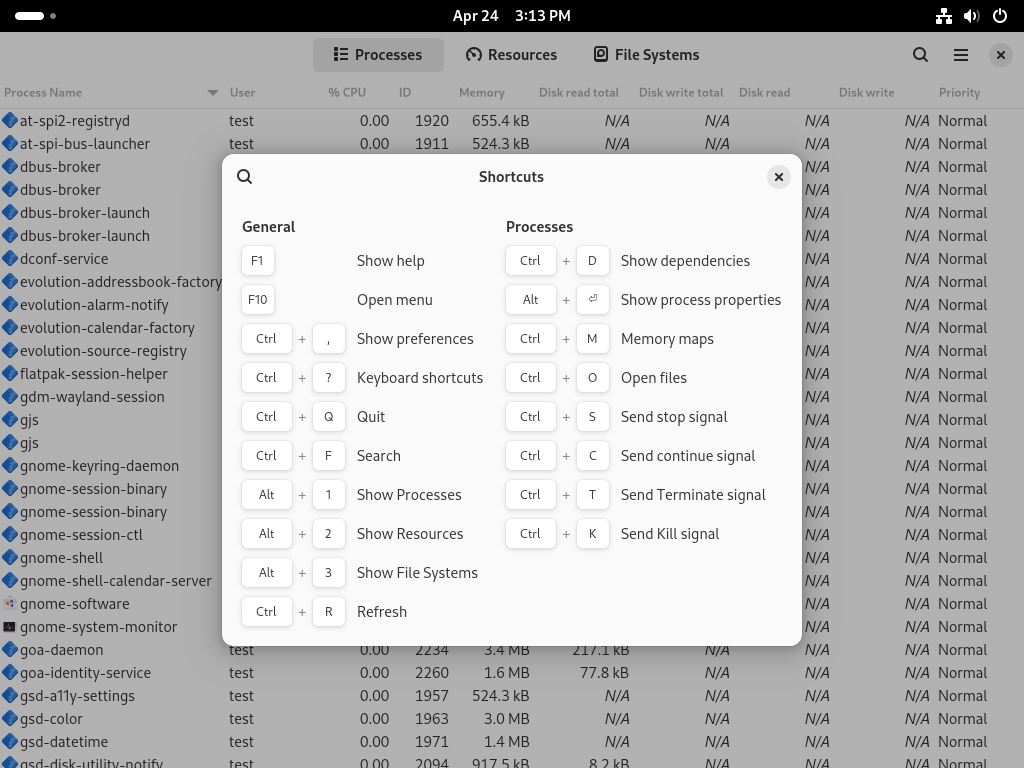 Apr 24 3:13 PM
Processes Resources File Systems
Process Name User % CPU ID Memory Disk read total Disk write total Disk read Disk write Priority
at-spi2-registryd test 0.00 1920 655.4 kB N/A N/A N/A N/A Normal
at-spi-bus-launcher test 0.00 1911 524.3 kB N/A N/A N/A N/A Normal
dbus-broker N/A N/A Normal
dbus-broker N/A N/A Normal
dbus-broker-launch N/A N/A Normal
dbus-broker-launch N/A N/A Normal
dconf-service N/A N/A Normal
evolution-addressbook-factory N/A N/A Normal
evolution-alarm-notify N/A N/A Normal
evolution-calendar-factory N/A N/A Normal
evolution-source-registry N/A N/A Normal
flatpak-session-helper N/A N/A Normal
gdm-wayland-session N/A N/A Normal
gjs N/A N/A Normal
gjs N/A N/A Normal
gnome-keyring-daemon N/A N/A Normal
gnome-session-binary N/A N/A Normal
gnome-session-binary N/A N/A Normal
gnome-session-ctl N/A N/A Normal
gnome-shell N/A N/A Normal
gnome-shell-calendar-server N/A N/A Normal
gnome-software N/A N/A Normal
gnome-system-monitor N/A N/A Normal
goa-daemon test 0.00 2234 3.4 MB 217.1 kB N/A N/A N/A Normal
goa-identity-service test 0.00 2260 1.6 MB 77.8 kB N/A N/A N/A Normal
gsd-a11y-settings test 0.00 1957 524.3 kB N/A N/A N/A N/A Normal
gsd-color test 0.00 1963 3.0 MB N/A N/A N/A N/A Normal
gsd-datetime test 0.00 1971 1.4 MB N/A N/A N/A N/A Normal
gsd-disk-utility-notify test 0.00 2094 917.5 kB 8.2 kB N/A N/A N/A Normal
Shortcuts
General
F1 Show help
F10 Open menu
Ctrl + , Show preferences
Ctrl + ? Keyboard shortcuts
Ctrl + Q Quit
Ctrl + F Search
Alt + 1 Show Processes
Alt + 2 Show Resources
Alt + 3 Show File Systems
Ctrl + R Refresh
Processes
Ctrl + D Show dependencies
Alt + ⏎ Show process properties
Ctrl + M Memory maps
Ctrl + O Open files
Ctrl + S Send stop signal
Ctrl + C Send continue signal
Ctrl + T Send Terminate signal
Ctrl + K Send Kill signal